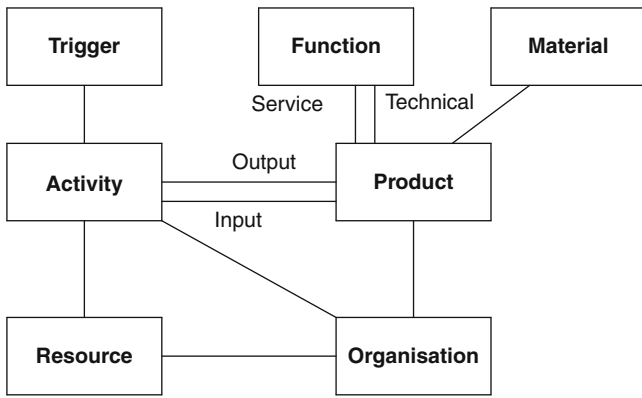 Trigger
Function
Material
Service
Technical
Activity
Output
Product
Input
Resource
Organisation